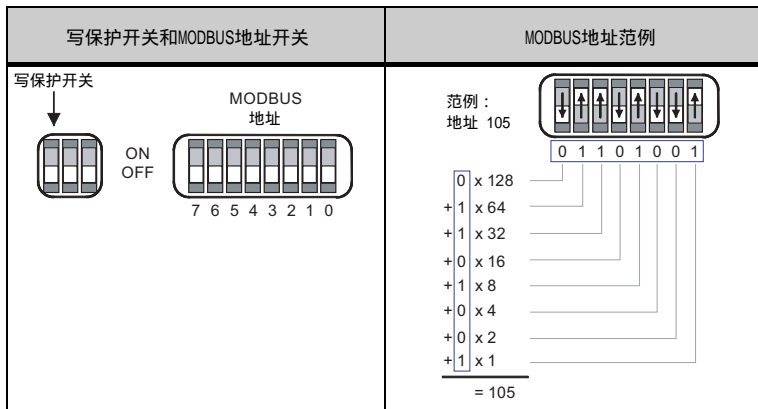 写保护开关和MODBUS地址开关
MODBUS地址范例
写保护开关
MODBUS
地址
ON
OFF
7 6 5 4 3 2 1 0
范例：
地址 105
0 1 1 0 1 0 0 1
0 x 128
+ 1 x 64
+ 1 x 32
+ 0 x 16
+ 1 x 8
+ 0 x 4
+ 0 x 2
+ 1 x 1
= 105